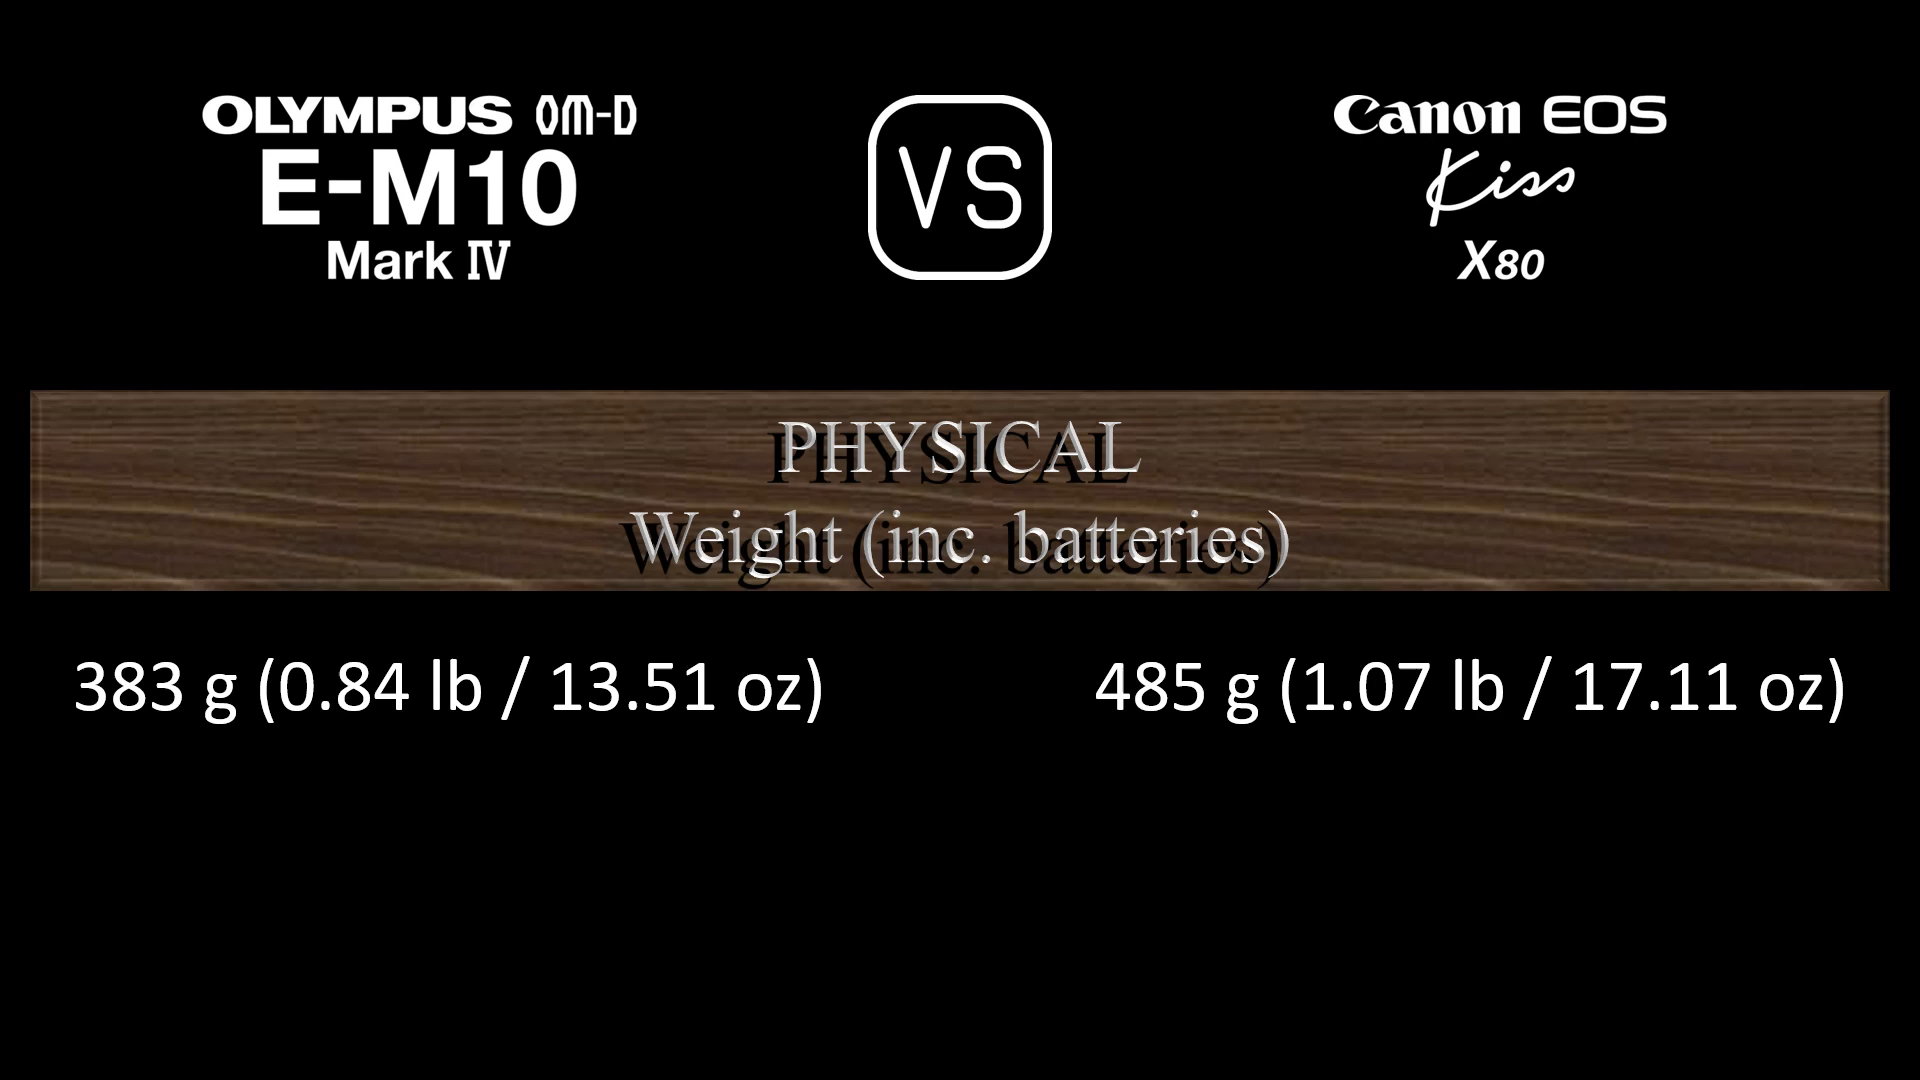 OLYMPUS OM-D
E-M10
Mark IV
VS
Canon EOS
Kiss
X80
PHYSICAL
Weight (inc. batteries)
383 g (0.84 lb / 13.51 oz)
485 g (1.07 lb / 17.11 oz)